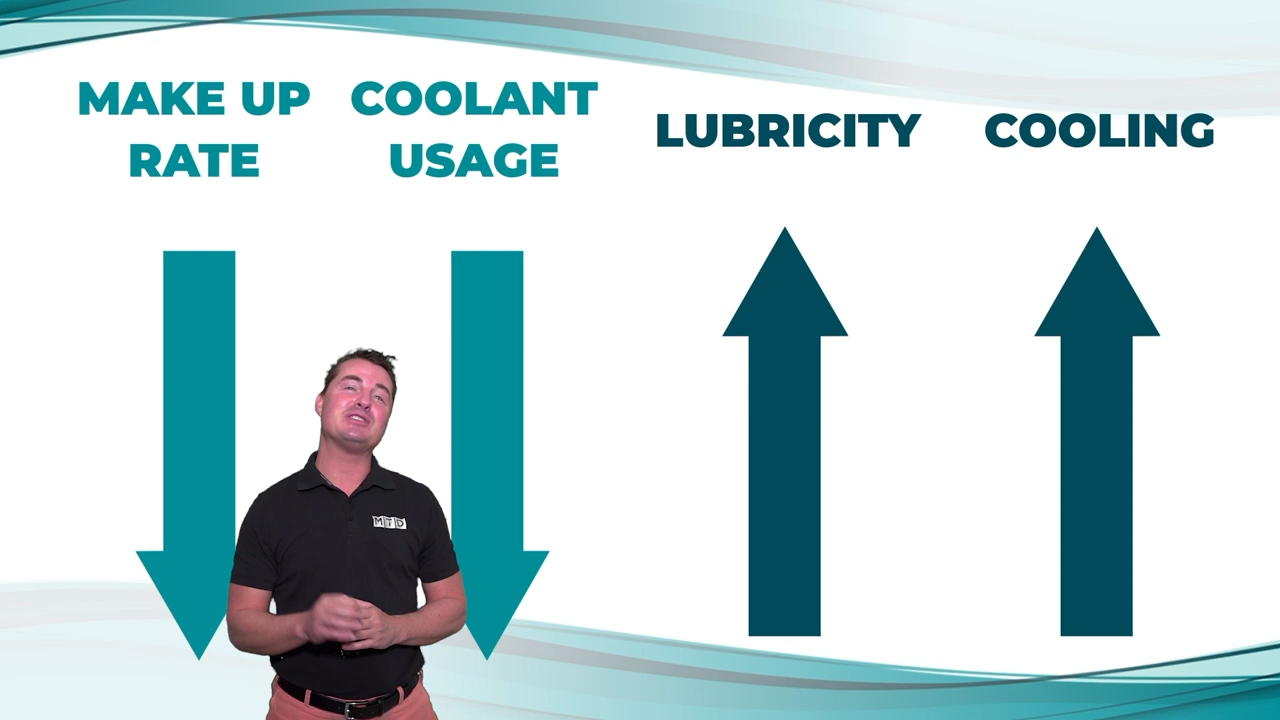 MAKE UP
RATE
COOLANT
USAGE
LUBRICITY
COOLING
MTD